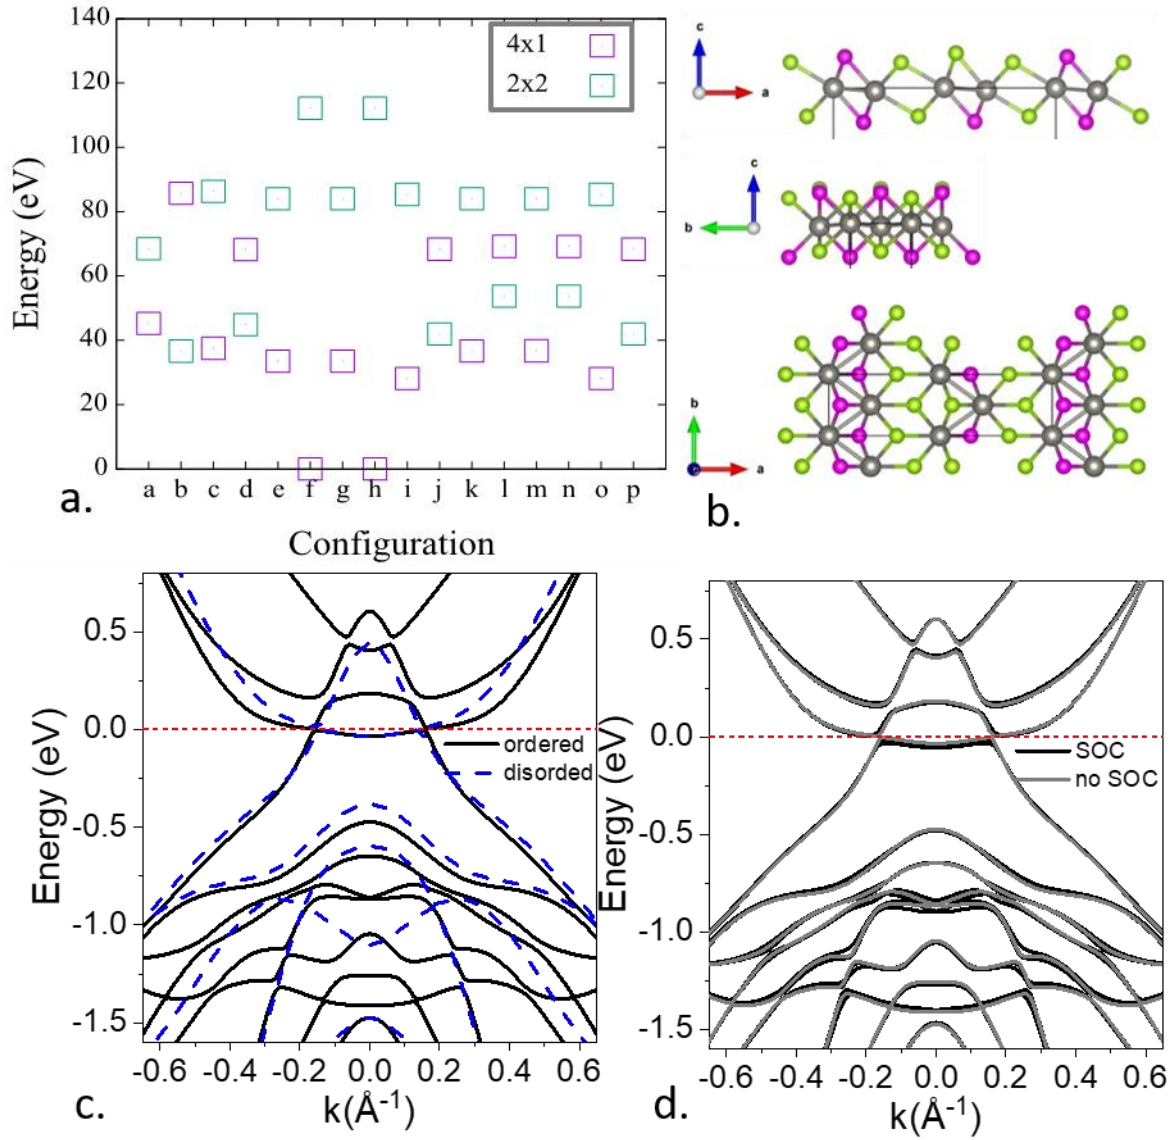 140
120
100
80
60
40
20
0
Energy (eV)
4x1
2x2
a b c d e f g h i j k l m n o p
Configuration
a.
c
a
c
b
b
a
b.
0.5
0.0
-0.5
-1.0
-1.5
Energy (eV)
ordered
disorded
-0.6 -0.4 -0.2 0.0 0.2 0.4 0.6
k(Å-1)
c.
0.5
0.0
-0.5
-1.0
-1.5
Energy (eV)
SOC
no SOC
-0.6 -0.4 -0.2 0.0 0.2 0.4 0.6
k(Å-1)
d.